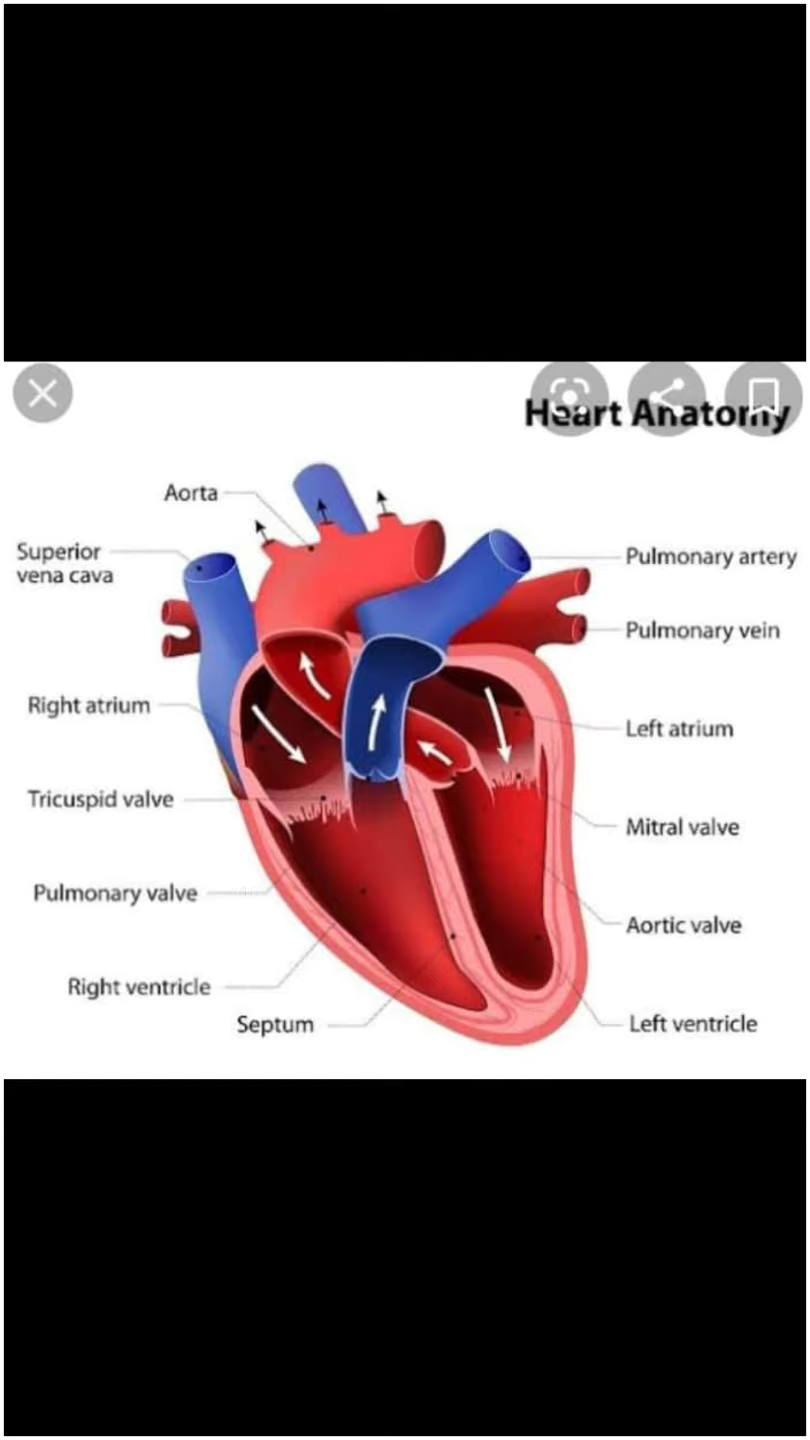 Heart Anatomy
Aorta
Superior
vena cava
Pulmonary artery
Pulmonary vein
Right atrium
Left atrium
Tricuspid valve
Mitral valve
Pulmonary valve
Aortic valve
Right ventricle
Septum
Left ventricle